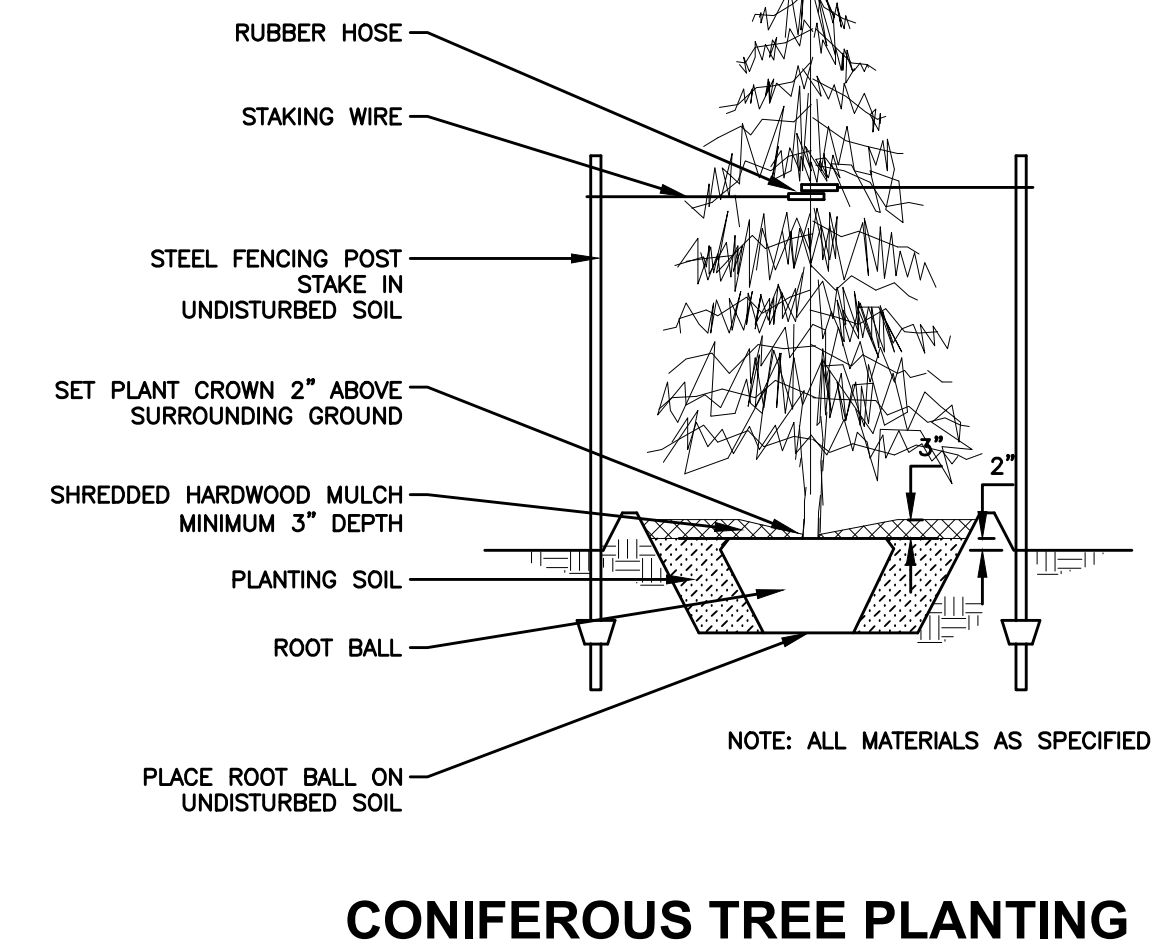 RUBBER HOSE
STAKING WIRE
STEEL FENCING POST
STAKE IN
UNDISTURBED SOIL
SET PLANT CROWN 2" ABOVE
SURROUNDING GROUND
3"
2"
SHREDDED HARDWOOD MULCH
MINIMUM 3" DEPTH
PLANTING SOIL
ROOT BALL
NOTE: ALL MATERIALS AS SPECIFIED
PLACE ROOT BALL ON
UNDISTURBED SOIL
CONIFEROUS TREE PLANTING